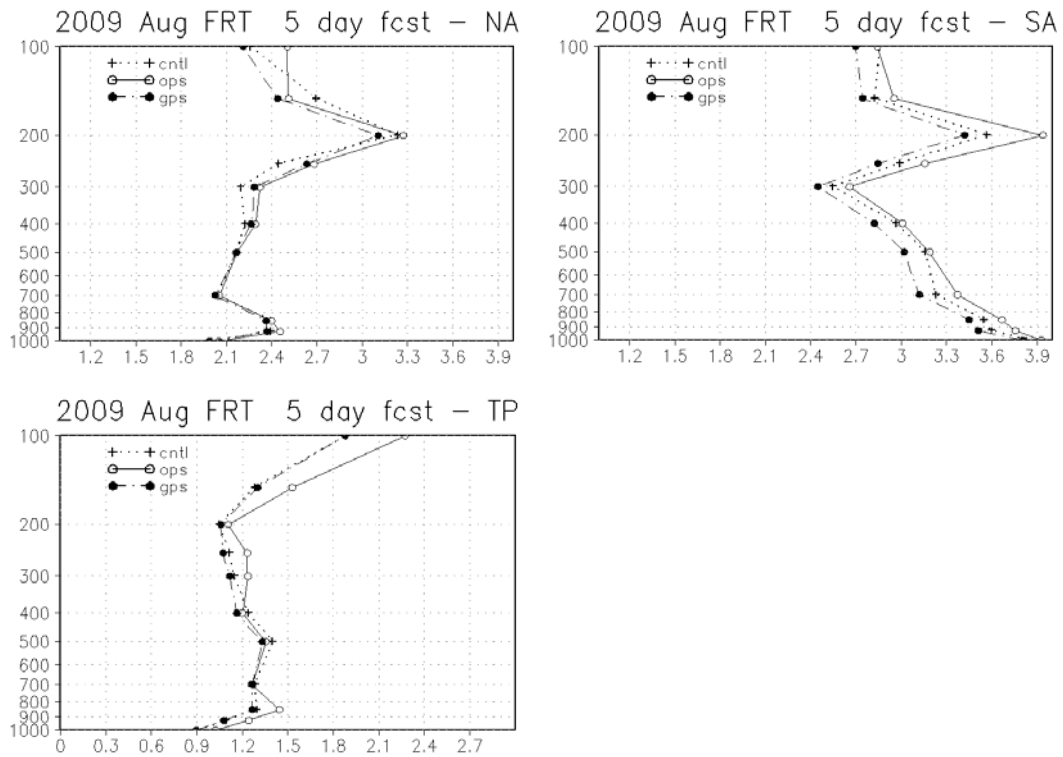 2009 Aug FRT 5 day fcst – NA
cntl
ops
gps
100
200
300
400
500
600
700
800
900
1000
1.2 1.5 1.8 2.1 2.4 2.7 3 3.3 3.6 3.9
2009 Aug FRT 5 day fcst – SA
cntl
ops
gps
100
200
300
400
500
600
700
800
900
1000
1.2 1.5 1.8 2.1 2.4 2.7 3 3.3 3.6 3.9
2009 Aug FRT 5 day fcst – TP
cntl
ops
gps
100
200
300
400
500
600
700
800
900
1000
0 0.3 0.6 0.9 1.2 1.5 1.8 2.1 2.4 2.7